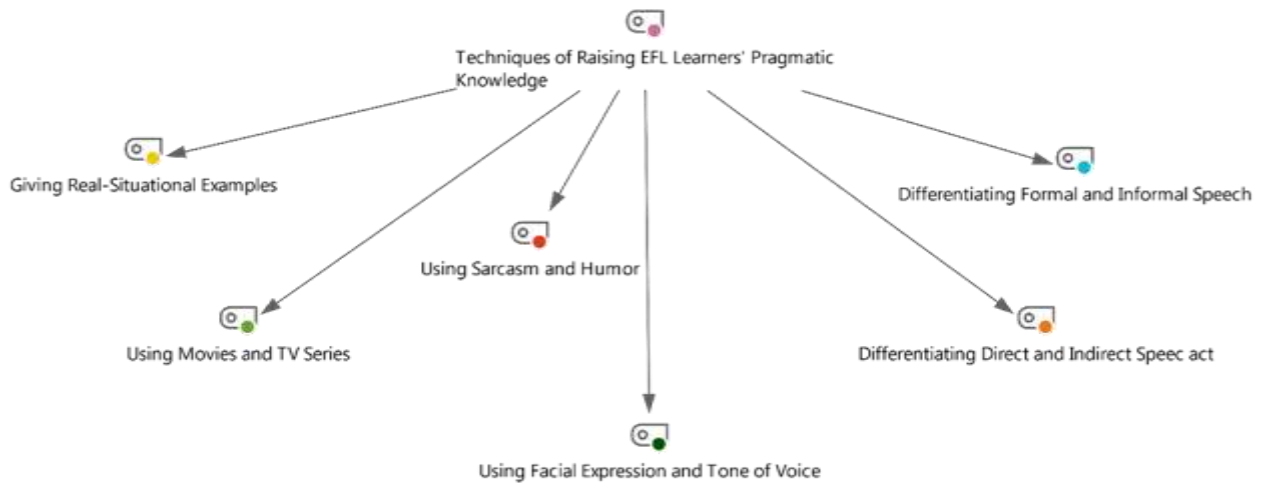 Techniques of Raising EFL Learners' Pragmatic
Knowledge
Giving Real-Situational Examples
Differentiating Formal and Informal Speech
Using Sarcasm and Humor
Using Movies and TV Series
Differentiating Direct and Indirect Speec act
Using Facial Expression and Tone of Voice